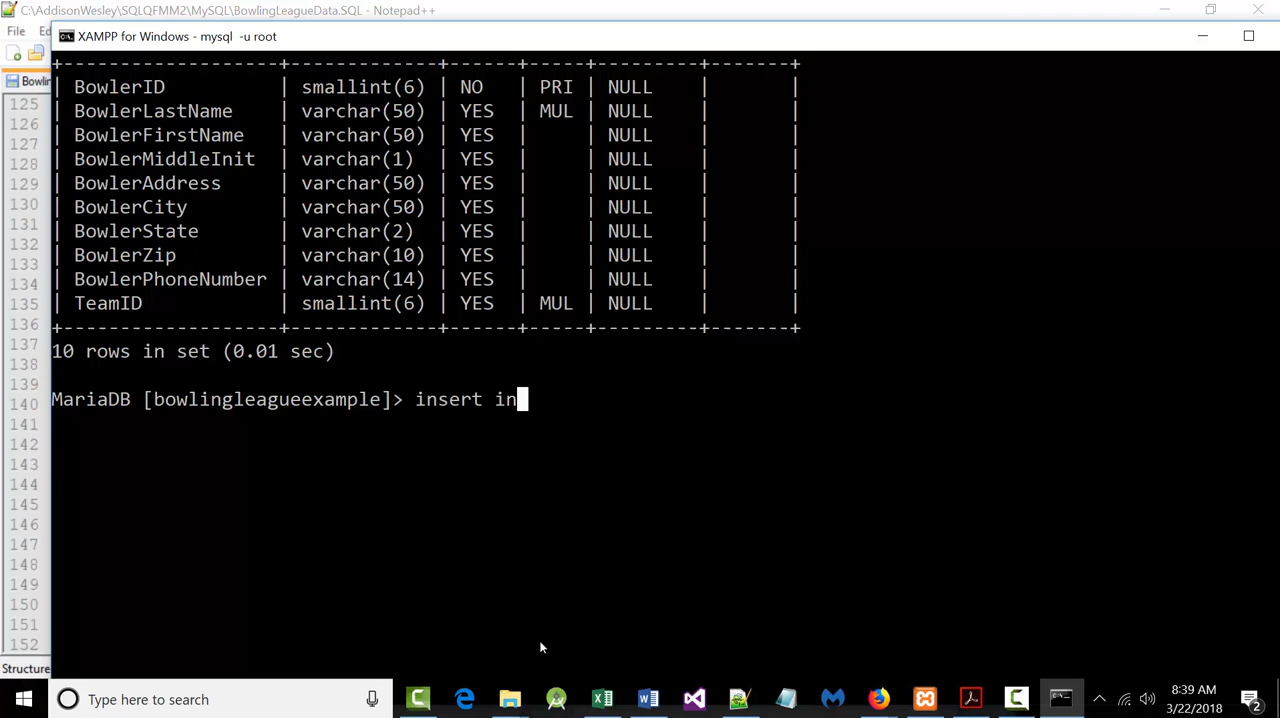 C:\AddisonWesley\SQLQFMM2\MySQL\BowlingLeagueData.SQL - Notepad++
File Ed
XAMPP for Windows - mysql -u root
Bowlin
+-------------------+-------------+------+-----+---------+-------+
| BowlerID | smallint(6) | NO | PRI | NULL | |
| BowlerLastName | varchar(50) | YES | MUL | NULL | |
| BowlerFirstName | varchar(50) | YES | | NULL | |
| BowlerMiddleInit | varchar(1) | YES | | NULL | |
| BowlerAddress | varchar(50) | YES | | NULL | |
| BowlerCity | varchar(50) | YES | | NULL | |
| BowlerState | varchar(2) | YES | | NULL | |
| BowlerZip | varchar(10) | YES | | NULL | |
| BowlerPhoneNumber | varchar(14) | YES | | NULL | |
| TeamID | smallint(6) | YES | MUL | NULL | |
+-------------------+-------------+------+-----+---------+-------+
10 rows in set (0.01 sec)
MariaDB [bowlingleagueexample]> insert in
125
126
127
128
129
130
131
132
133
134
135
136
137
138
139
140
141
142
143
144
145
146
147
148
149
150
151
152
Structure
Type here to search
8:39 AM
3/22/2018
2